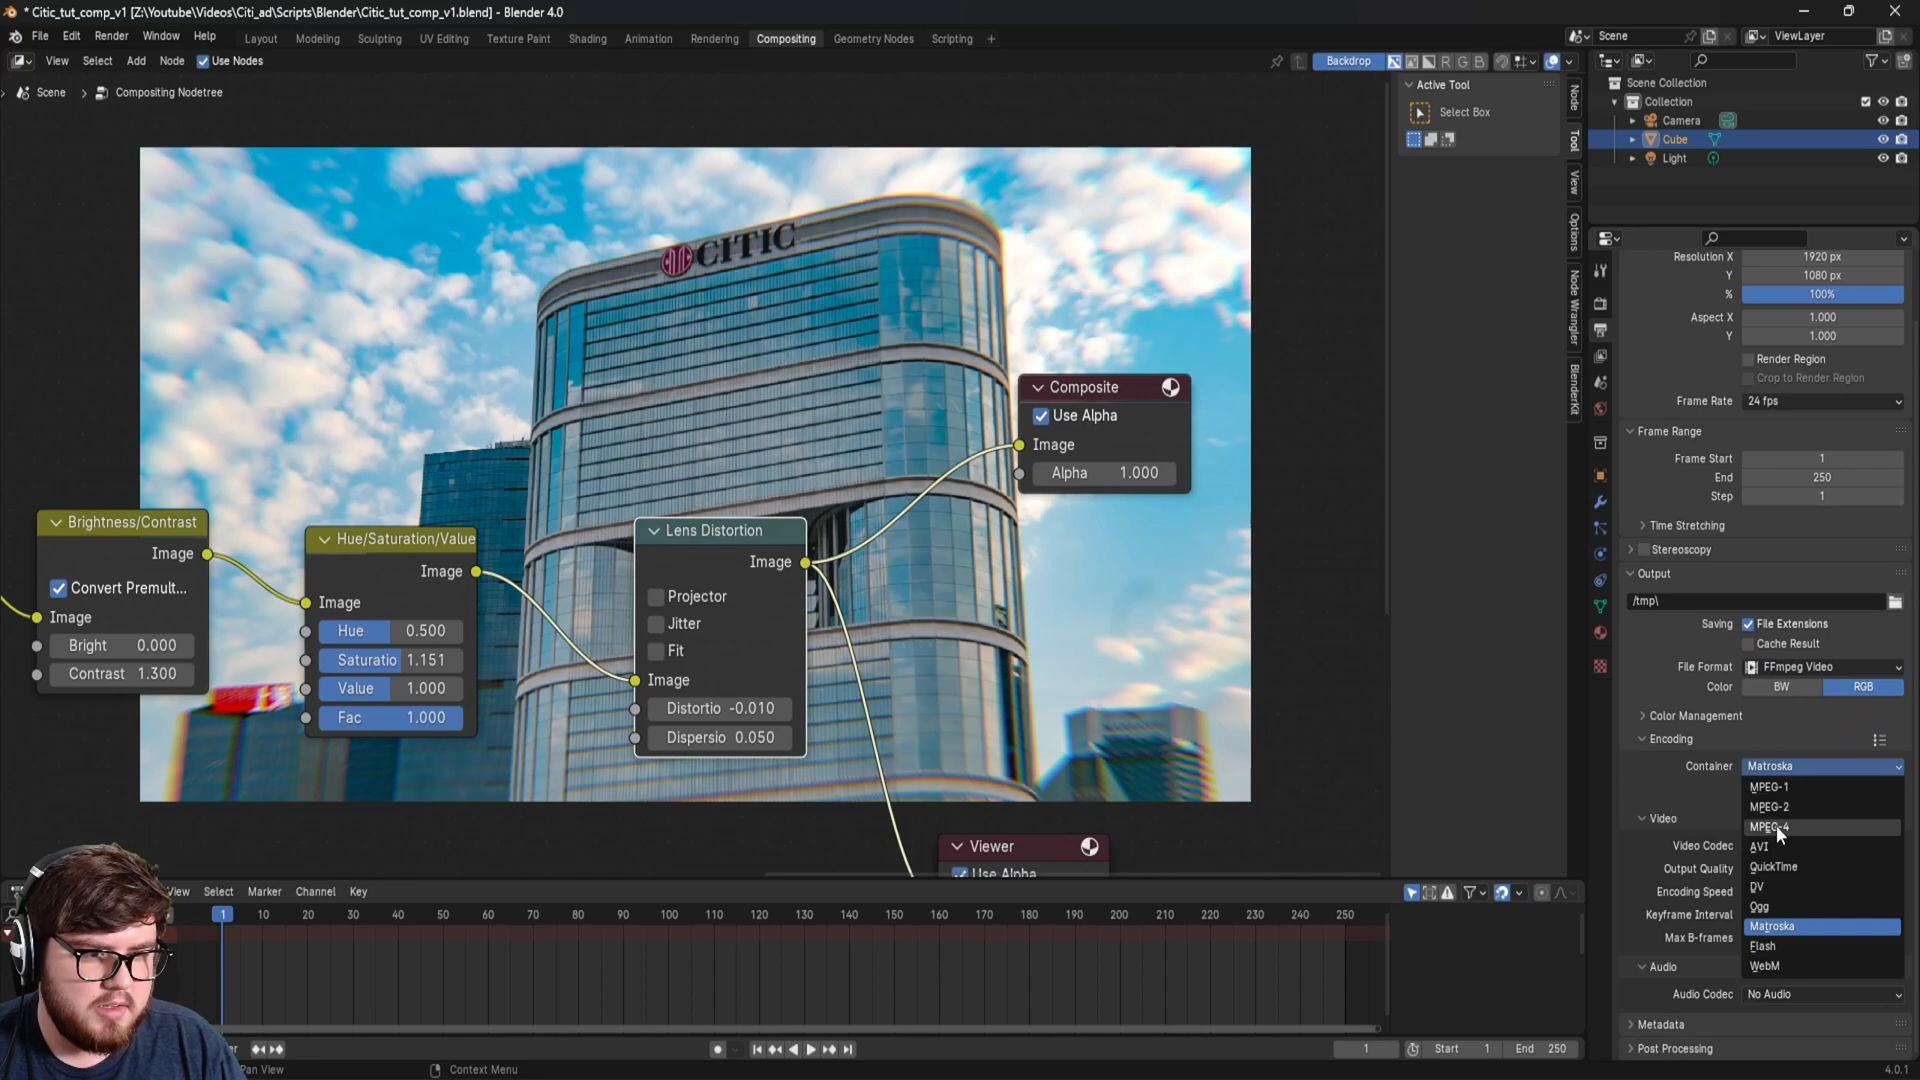 * Citic_tut_comp_v1 [Z:\Youtube\Videos\Citi_ad\Scripts\Blender\Citic_tut_comp_v1.blend] - Blender 4.0
File Edit Render Window Help
Layout Modeling Sculpting UV Editing Texture Paint Shading Animation Rendering Compositing Geometry Nodes Scripting +
Scene ViewLayer
View Select Add Node Use Nodes
Backdrop R G B
Scene > Compositing Nodetree
Active Tool
Select Box
Node
Tool
View
Options
Node Wrangler
BlenderKit
Scene Collection
Collection
Camera
Cube
Light
CITIC
Composite
Use Alpha
Image
Alpha 1.000
Brightness/Contrast
Image
Convert Premult...
Image
Bright 0.000
Contrast 1.300
Hue/Saturation/Value
Image
Image
Hue 0.500
Saturatio 1.151
Value 1.000
Fac 1.000
Lens Distortion
Image
Projector
Jitter
Fit
Image
Distortio -0.010
Dispersio 0.050
Viewer
Use Alpha
Resolution X 1920 px
Y 1080 px
% 100%
Aspect X 1.000
Y 1.000
Render Region
Crop to Render Region
Frame Rate 24 fps
Frame Range
Frame Start 1
End 250
Step 1
Time Stretching
Stereoscopy
Output
/tmp\
Saving File Extensions
Cache Result
File Format FFmpeg Video
Color BW RGB
Color Management
Encoding
Container Matroska
MPEG-1
MPEG-2
Video
MPEG-4
Video Codec AVI
Output Quality QuickTime
Encoding Speed DV
Keyframe Interval Ogg
Max B-frames Matroska
Flash
Audio WebM
Audio Codec No Audio
Metadata
Post Processing
View Select Marker Channel Key
1 10 20 30 40 50 60 70 80 90 100 110 120 130 140 150 160 170 180 190 200 210 220 230 240 250
1 Start 1 End 250
Pan View Context Menu 4.0.1